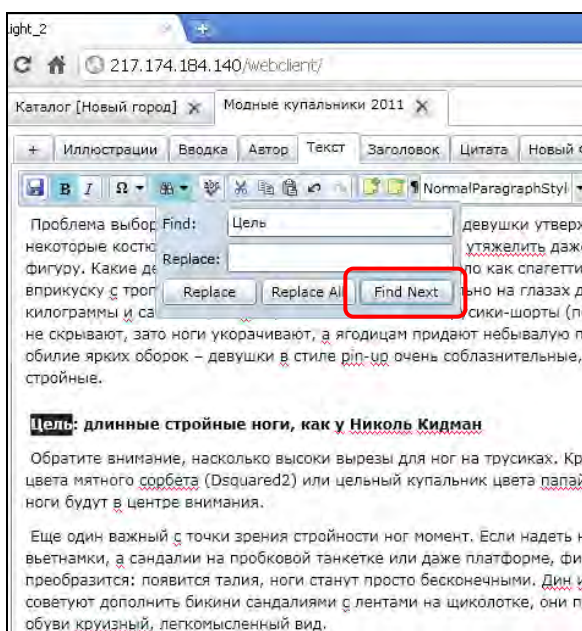 ight_2
217.174.184.140/webclient/
Каталог [Новый город] Модные купальники 2011
+ Иллюстрации Вводка Автор Текст Заголовок Цитата Новый
B I Ω ¶ NormalParagraphStyl
Проблема выбор девушки утверж
Find: Цель
некоторые костю утяжелить даже
Replace:
фигуру. Какие де ло как спагетти
Replace Replace All Find Next
вприкуску с троп ьно на глазах д
килограммы и са усики-шорты (п
не скрывают, зато ноги укорачивают, а ягодицам придают небывалую п
обилие ярких оборок – девушки в стиле pin-up очень соблазнительные,
стройные.
Цель: длинные стройные ноги, как у Николь Кидман
Обратите внимание, насколько высоки вырезы для ног на трусиках. Кр
цвета мятного сорбета (Dsquared2) или цельный купальник цвета папай
ноги будут в центре внимания.
Еще один важный с точки зрения стройности ног момент. Если надеть н
вьетнамки, а сандалии на пробковой танкетке или даже платформе, фи
преобразится: появится талия, ноги станут просто бесконечными. Дин и
советуют дополнить бикини сандалиями с лентами на щиколотке, они п
обуви круизный, легкомысленный вид.